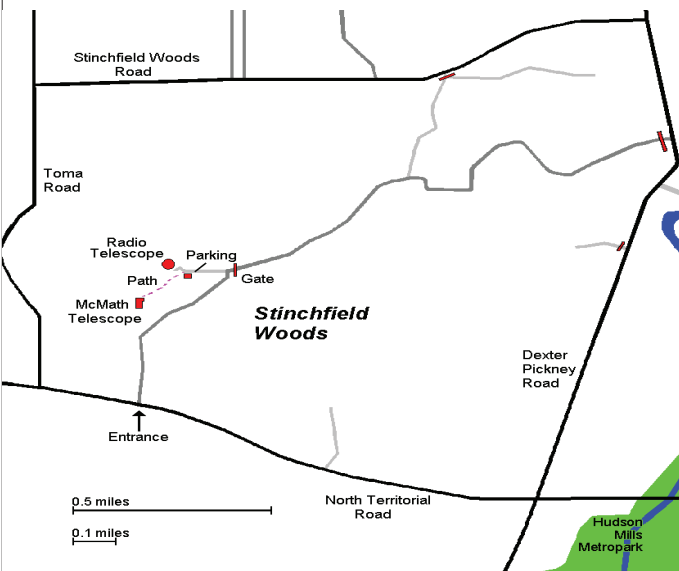 Stinchfield Woods
Road
Toma
Road
Radio
Telescope
Parking
Path
Gate
McMath
Telescope
Stinchfield
Woods
Dexter
Pickney
Road
Entrance
0.5 miles
North Territorial
Road
0.1 miles
Hudson
Mills
Metropark